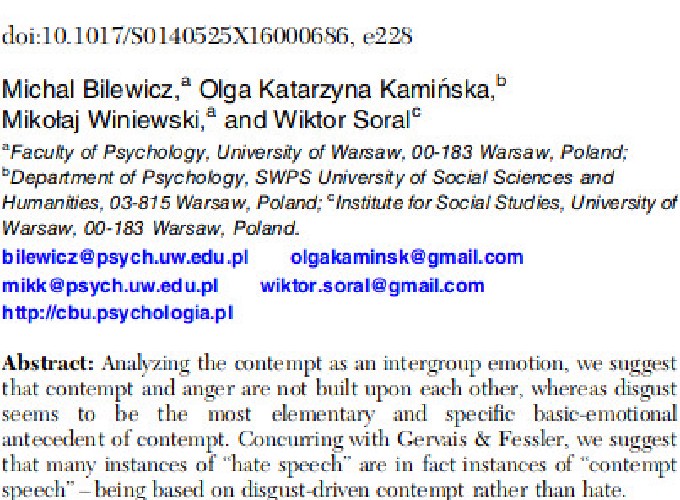 doi:10.1017/S0140525X16000686, e228
Michal Bilewicz,a Olga Katarzyna Kamińska,b
Mikołaj Winiewski,a and Wiktor Soralc
aFaculty of Psychology, University of Warsaw, 00-183 Warsaw, Poland;
bDepartment of Psychology, SWPS University of Social Sciences and
Humanities, 03-815 Warsaw, Poland; cInstitute for Social Studies, University of
Warsaw, 00-183 Warsaw, Poland.
bilewicz@psych.uw.edu.pl olgakaminsk@gmail.com
mikk@psych.uw.edu.pl wiktor.soral@gmail.com
http://cbu.psychologia.pl
Abstract: Analyzing the contempt as an intergroup emotion, we suggest
that contempt and anger are not built upon each other, whereas disgust
seems to be the most elementary and specific basic-emotional
antecedent of contempt. Concurring with Gervais & Fessler, we suggest
that many instances of “hate speech” are in fact instances of “contempt
speech” – being based on disgust-driven contempt rather than hate.